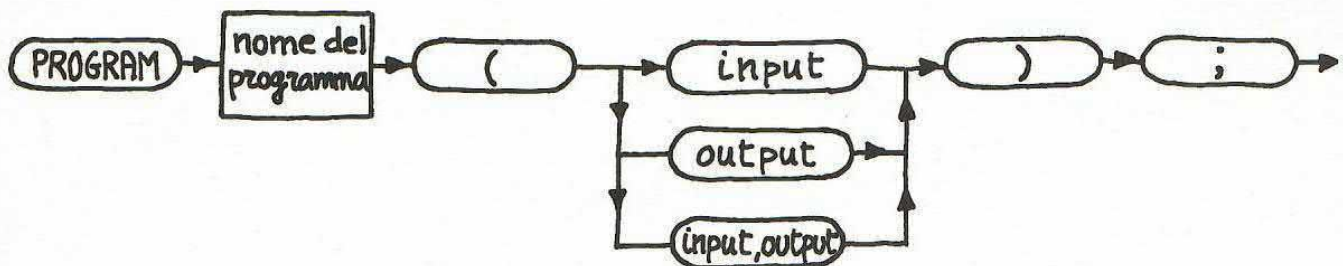 PROGRAM
nome del
programma
(
input
output
input,output
)
;